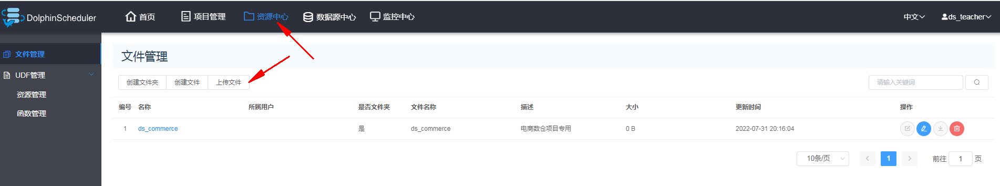 DolphinScheduler 首页 项目管理 资源中心 数据源中心 监控中心 中文 ds_teacher
文件管理
UDF管理
资源管理
函数管理
文件管理
创建文件夹 创建文件 上传文件 请输入关键词
编号 名称 所属用户 是否文件夹 文件名称 描述 大小 更新时间 操作
1 ds_commerce 是 ds_commerce 电商数仓项目专用 0 B 2022-07-31 20:16:04
10条/页 1 前往 1 页